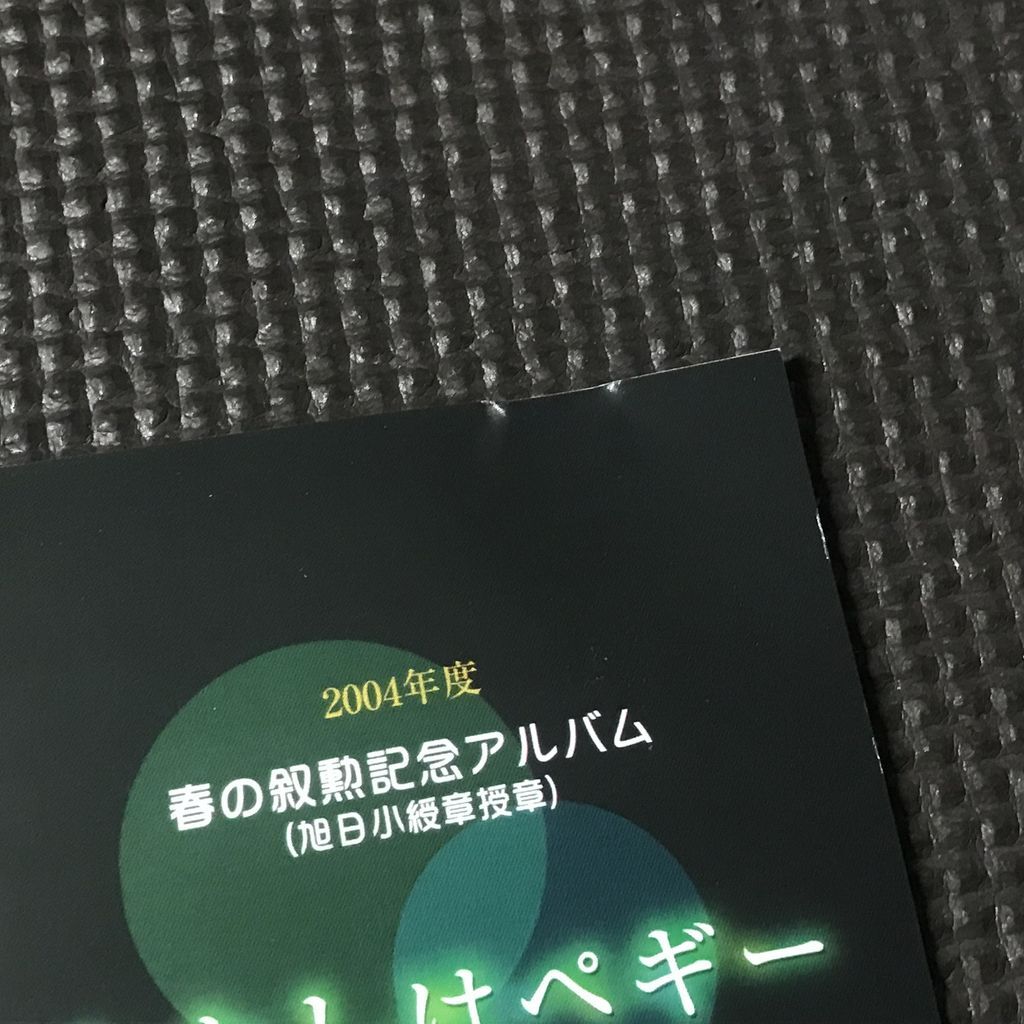 2004年度
春の叙勲記念アルバム
(旭日小綬章授章)
はペギー